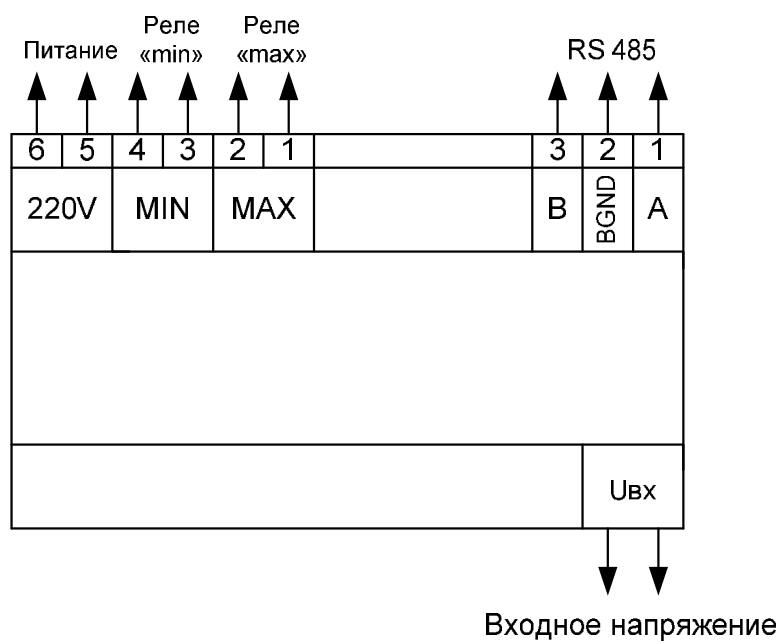 Питание
Реле
«min»
Реле
«max»
RS 485
6 5 4 3 2 1 3 2 1
220V MIN MAX B BGND A
Uвх
Входное напряжение